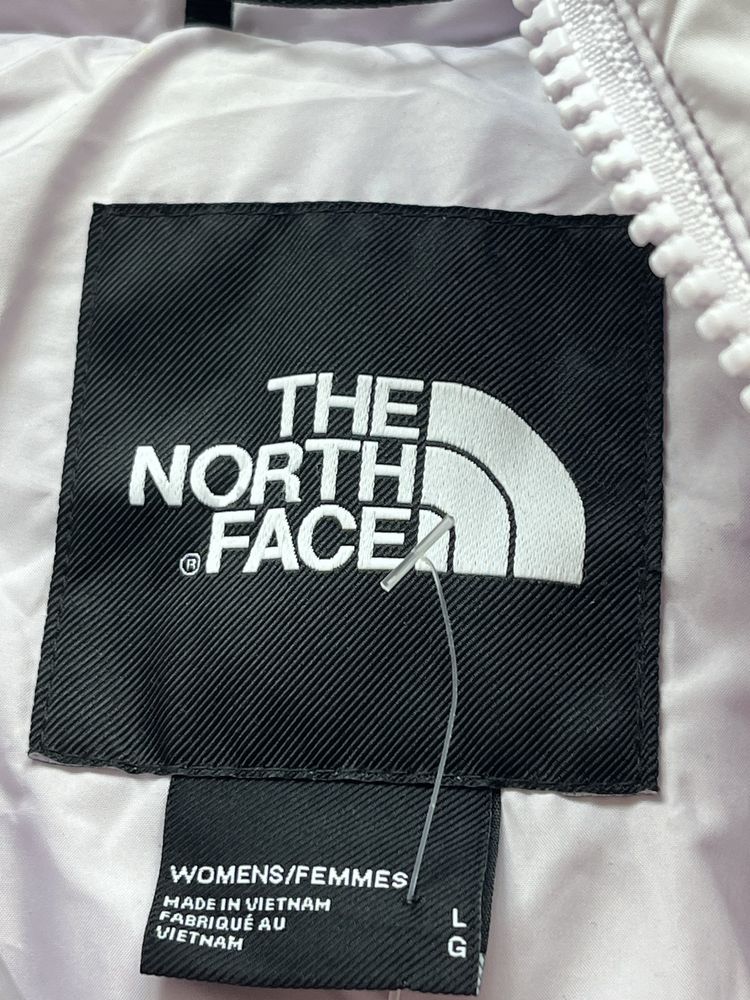 THE
NORTH
® FACE
WOMENS/FEMMES
MADE IN VIETNAM
FABRIQUÉ AU
VIETNAM
L
G